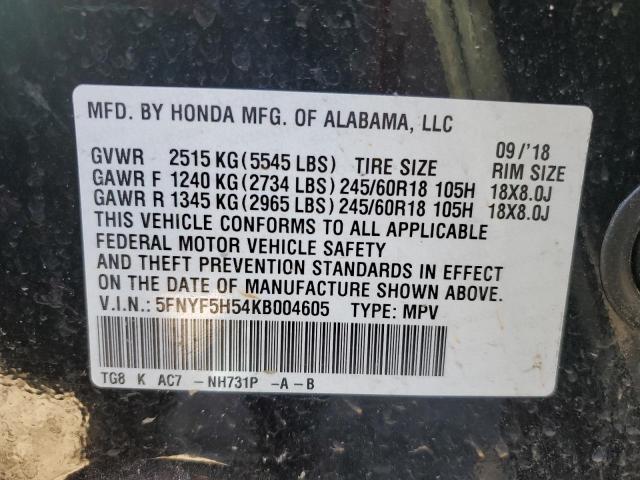 MFD. BY HONDA MFG. OF ALABAMA, LLC
09/'18
GVWR 2515 KG(5545 LBS) TIRE SIZE RIM SIZE
GAWR F 1240 KG(2734 LBS) 245/60R18 105H 18X8.0J
GAWR R 1345 KG(2965 LBS) 245/60R18 105H 18X8.0J
THIS VEHICLE CONFORMS TO ALL APPLICABLE
FEDERAL MOTOR VEHICLE SAFETY
AND THEFT PREVENTION STANDARDS IN EFFECT
ON THE DATE OF MANUFACTURE SHOWN ABOVE.
V.I.N.: 5FNYF5H54KB004605 TYPE: MPV
TG8 K AC7 -NH731P -A-B